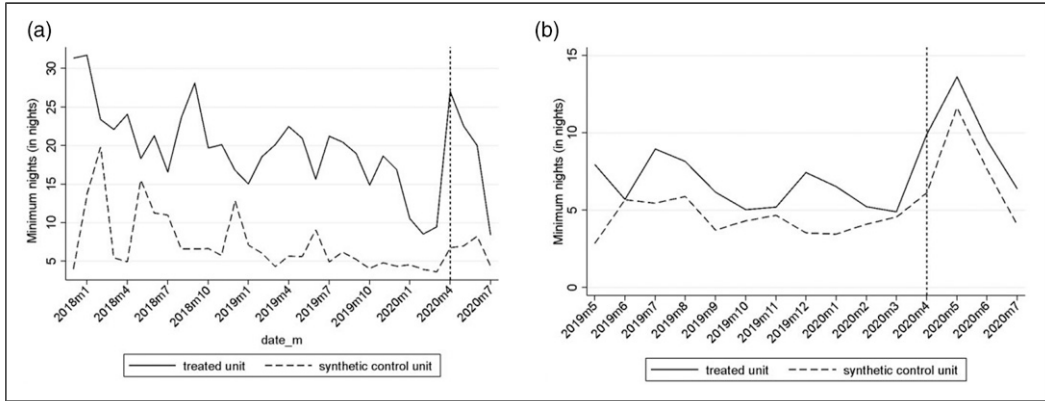 (a)
Minimum nights (in nights)
30
25
20
15
10
5
2018m1
2018m4
2018m7
2018m10
2019m1
2019m4
2019m7
2019m10
2020m1
2020m4
2020m7
date_m
treated unit
synthetic control unit
(b)
Minimum nights (in nights)
15
10
5
0
2019m5
2019m6
2019m7
2019m8
2019m9
2019m10
2019m11
2019m12
2020m1
2020m2
2020m3
2020m4
2020m5
2020m6
2020m7
treated unit
synthetic control unit